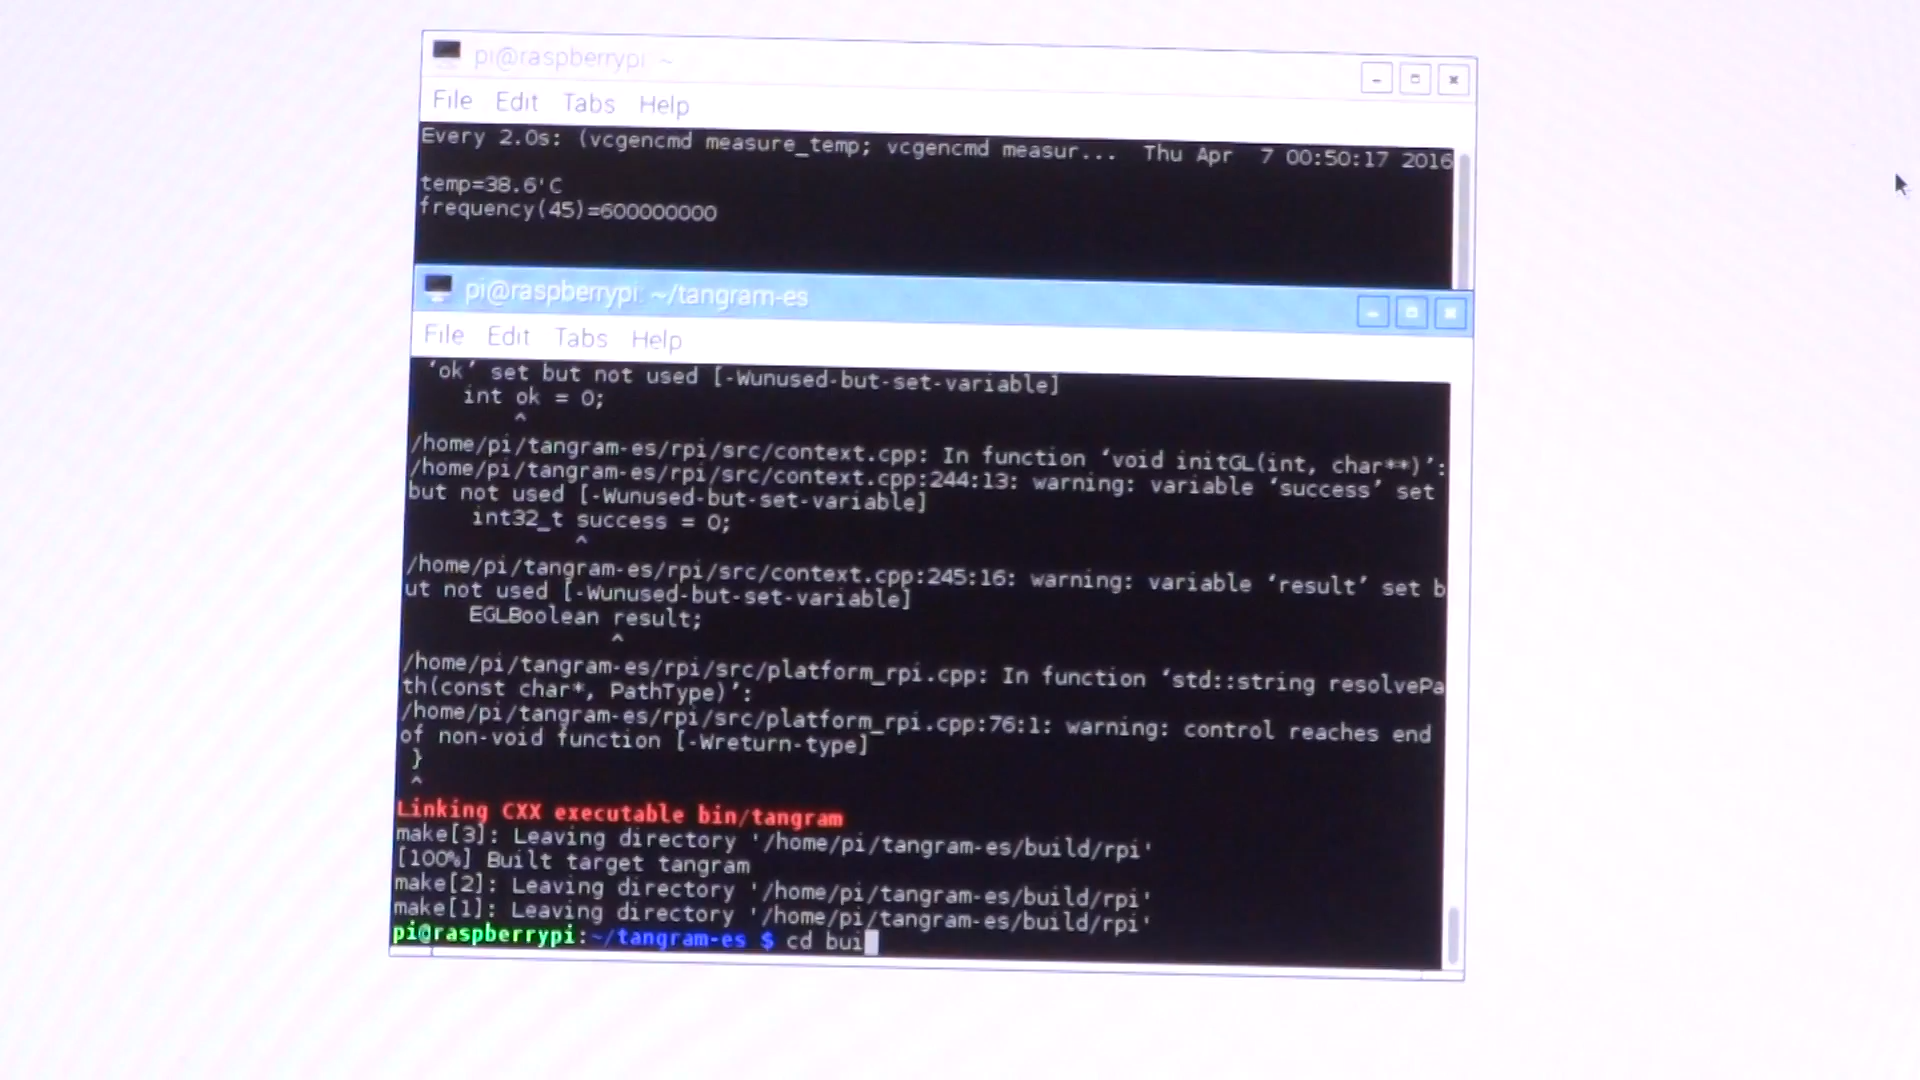 pi@raspberrypi: ~
File Edit Tabs Help
Every 2.0s: (vcgencmd measure_temp; vcgencmd measur... Thu Apr  7 00:50:17 2016
temp=38.6'C
frequency(45)=600000000
pi@raspberrypi: ~/tangram-es
File Edit Tabs Help
‘ok’ set but not used [-Wunused-but-set-variable]
int ok = 0;
^
/home/pi/tangram-es/rpi/src/context.cpp: In function ‘void initGL(int, char**)’:
/home/pi/tangram-es/rpi/src/context.cpp:244:13: warning: variable ‘success’ set
but not used [-Wunused-but-set-variable]
int32_t success = 0;
^
/home/pi/tangram-es/rpi/src/context.cpp:245:16: warning: variable ‘result’ set b
ut not used [-Wunused-but-set-variable]
EGLBoolean result;
^
/home/pi/tangram-es/rpi/src/platform_rpi.cpp: In function ‘std::string resolvePa
th(const char*, PathType)’:
/home/pi/tangram-es/rpi/src/platform_rpi.cpp:76:1: warning: control reaches end
of non-void function [-Wreturn-type]
}
^
Linking CXX executable bin/tangram
make[3]: Leaving directory '/home/pi/tangram-es/build/rpi'
[100%] Built target tangram
make[2]: Leaving directory '/home/pi/tangram-es/build/rpi'
make[1]: Leaving directory '/home/pi/tangram-es/build/rpi'
pi@raspberrypi:~/tangram-es $ cd bui